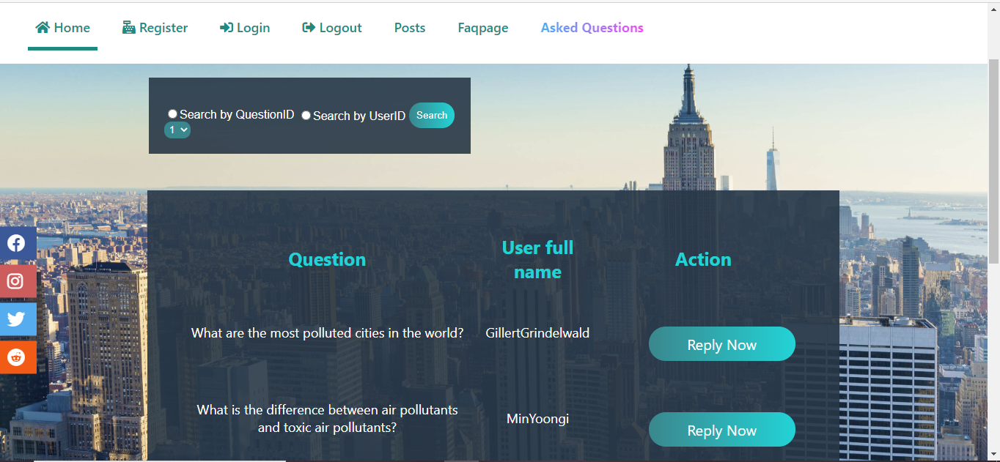 Home Register Login Logout Posts Faqpage Asked Questions
Search by QuestionID Search by UserID Search
1
Question User full name Action
What are the most polluted cities in the world? GillertGrindelwald Reply Now
What is the difference between air pollutants
and toxic air pollutants?
MinYoongi
Reply Now